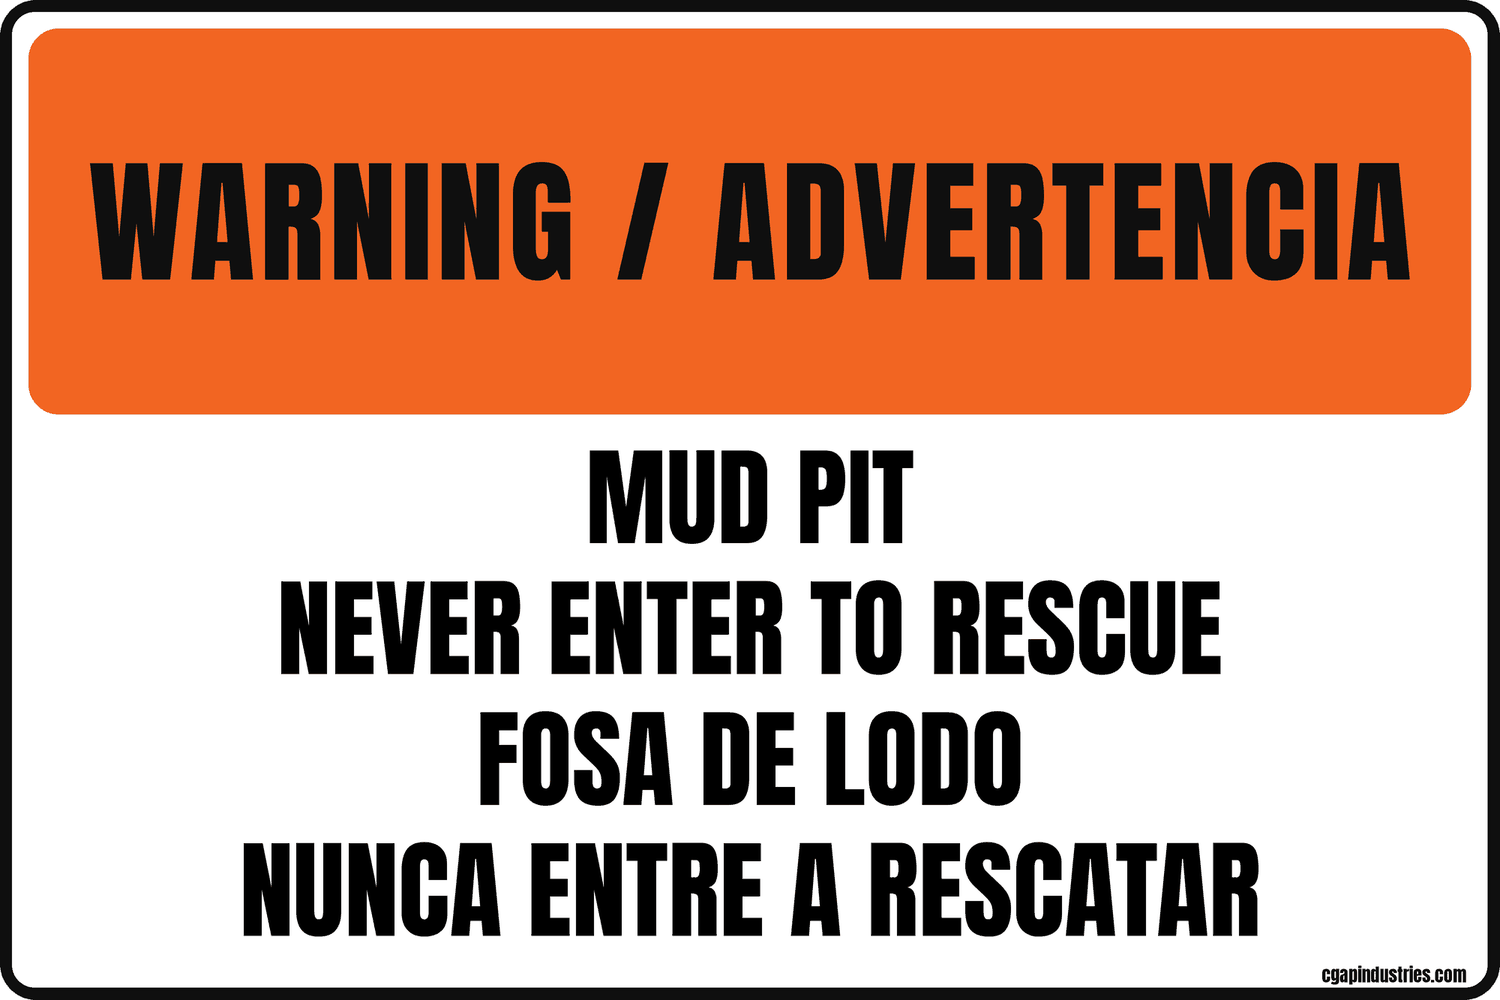 WARNING / ADVERTENCIA
MUD PIT
NEVER ENTER TO RESCUE
FOSA DE LODO
NUNCA ENTRE A RESCATAR
cgapindustries.com